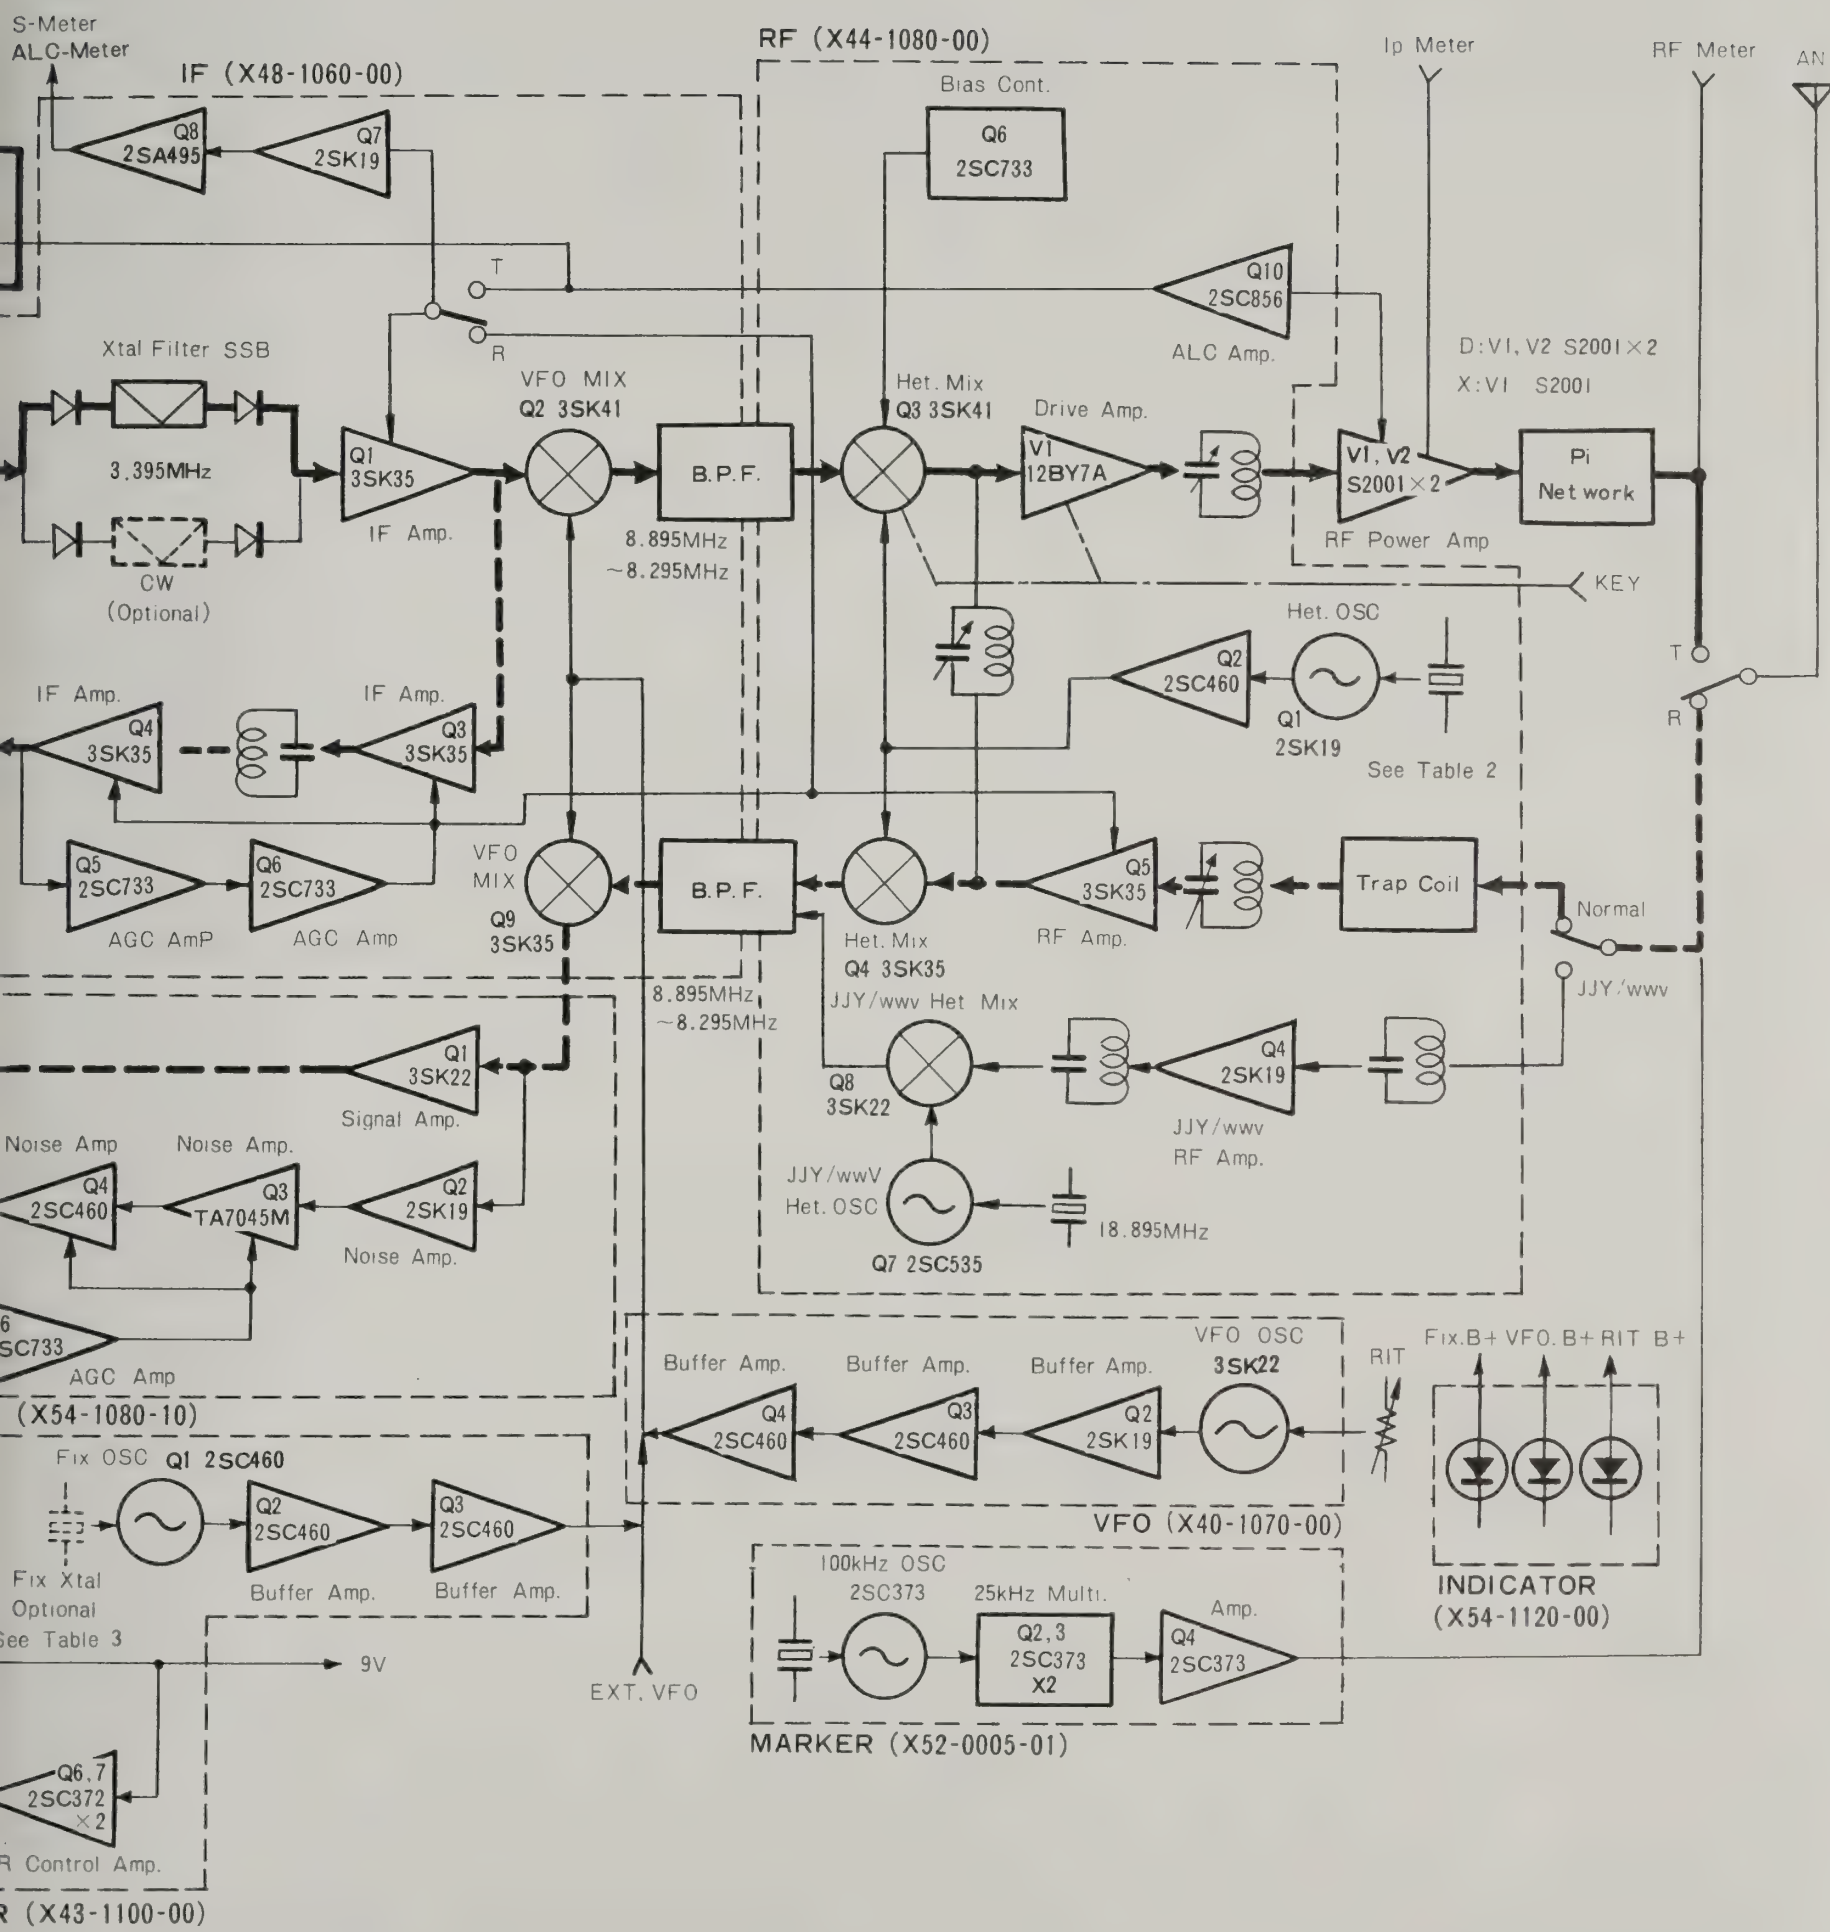 S-Meter
ALC-Meter
IF (X48-1060-00)
RF (X44-1080-00)
Ip Meter
RF Meter
AN
Q8
2SA495
Q7
2SK19
Bias Cont.
Q6
2SC733
T
R
Q10
2SC856
ALC Amp.
D:V1, V2 S2001×2
X:V1 S2001
Xtal Filter SSB
3.395MHz
CW
(Optional)
Q1
3SK35
IF Amp.
VFO MIX
Q2 3SK41
B.P.F.
8.895MHz
~8.295MHz
Het. Mix
Q3 3SK41
Drive Amp.
V1
12BY7A
V1, V2
S2001×2
RF Power Amp
Pi
Network
KEY
T
R
Het. OSC
Q2
2SC460
Q1
2SK19
See Table 2
IF Amp.
Q4
3SK35
IF Amp.
Q3
3SK35
Q5
2SC733
AGC AmP
Q6
2SC733
AGC Amp
VFO
MIX
Q9
3SK35
B.P.F.
8.895MHz
~8.295MHz
Het. Mix
Q4 3SK35
Q5
3SK35
RF Amp.
Trap Coil
Normal
JJY/wwv
JJY/wwv Het Mix
Q8
3SK22
Q4
2SK19
JJY/wwv
RF Amp.
JJY/wwV
Het. OSC
Q7 2SC535
18.895MHz
Q1
3SK22
Signal Amp.
Noise Amp
Q4
2SC460
Noise Amp.
Q3
TA7045M
Q2
2SK19
Noise Amp.
6
SC733
AGC Amp
(X54-1080-10)
Buffer Amp.
Q4
2SC460
Buffer Amp.
Q3
2SC460
Buffer Amp.
Q2
2SK19
VFO OSC
3SK22
RIT
VFO (X40-1070-00)
Fix.B+ VFO.B+ RIT B+
INDICATOR
(X54-1120-00)
Fix OSC Q1 2SC460
Q2
2SC460
Buffer Amp.
Q3
2SC460
Buffer Amp.
Fix Xtal
Optional
See Table 3
9V
EXT. VFO
100kHz OSC
2SC373
25kHz Multi.
Q2,3
2SC373
X2
Amp.
Q4
2SC373
MARKER (X52-0005-01)
Q6,7
2SC372
×2
R Control Amp.
R (X43-1100-00)